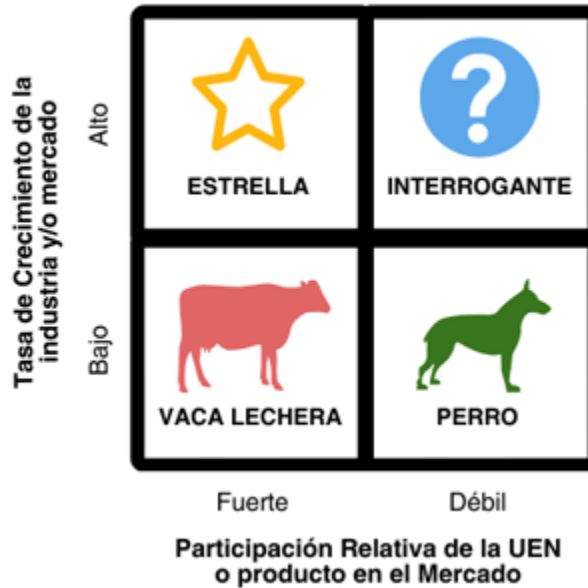 Tasa de Crecimiento de la
industria y/o mercado
Alto
ESTRELLA
INTERROGANTE
Bajo
VACA LECHERA
PERRO
Fuerte
Débil
Participación Relativa de la UEN
o producto en el Mercado